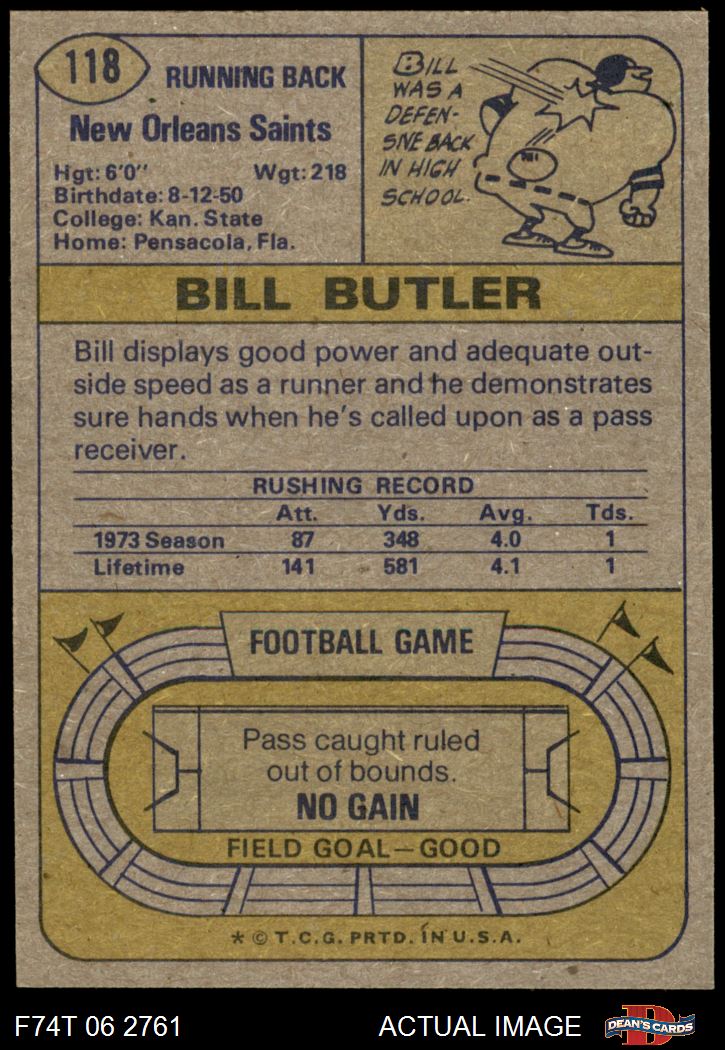 118
RUNNING BACK
New Orleans Saints
Hgt: 6'0" Wgt: 218
Birthdate: 8-12-50
College: Kan. State
Home: Pensacola, Fla.
BILL
WAS A
DEFEN-
SIVE BACK
IN HIGH
SCHOOL.
BILL BUTLER
Bill displays good power and adequate out-
side speed as a runner and he demonstrates
sure hands when he's called upon as a pass
receiver.
RUSHING RECORD
Att. Yds. Avg. Tds.
1973 Season 87 348 4.0 1
Lifetime 141 581 4.1 1
FOOTBALL GAME
Pass caught ruled
out of bounds.
NO GAIN
FIELD GOAL—GOOD
* © T.C.G. PRTD. IN U.S.A.
F74T 06 2761 ACTUAL IMAGE
D
DEAN'S CARDS